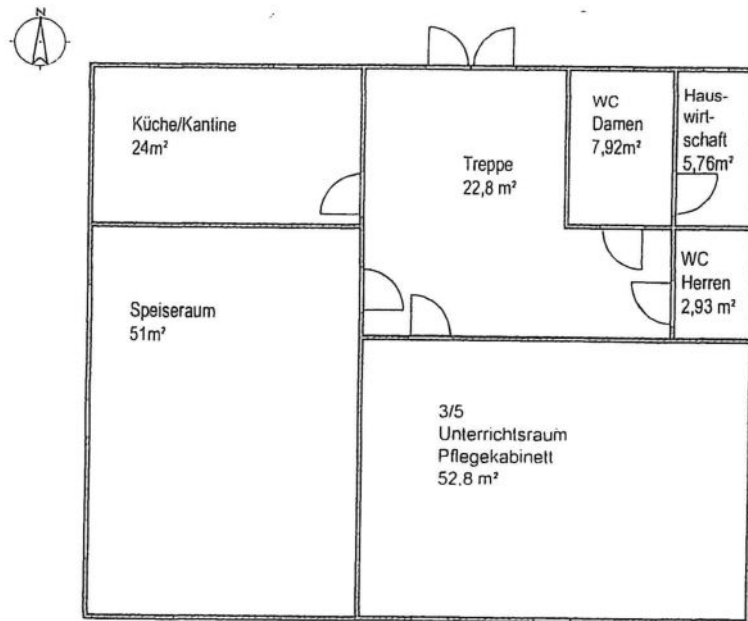 N
Küche/Kantine
24m²
Treppe
22,8 m²
WC
Damen
7,92m²
Haus-
wirt-
schaft
5,76m²
Speiseraum
51m²
WC
Herren
2,93 m²
3/5
Unterrichtsraum
Pflegekabinett
52,8 m²